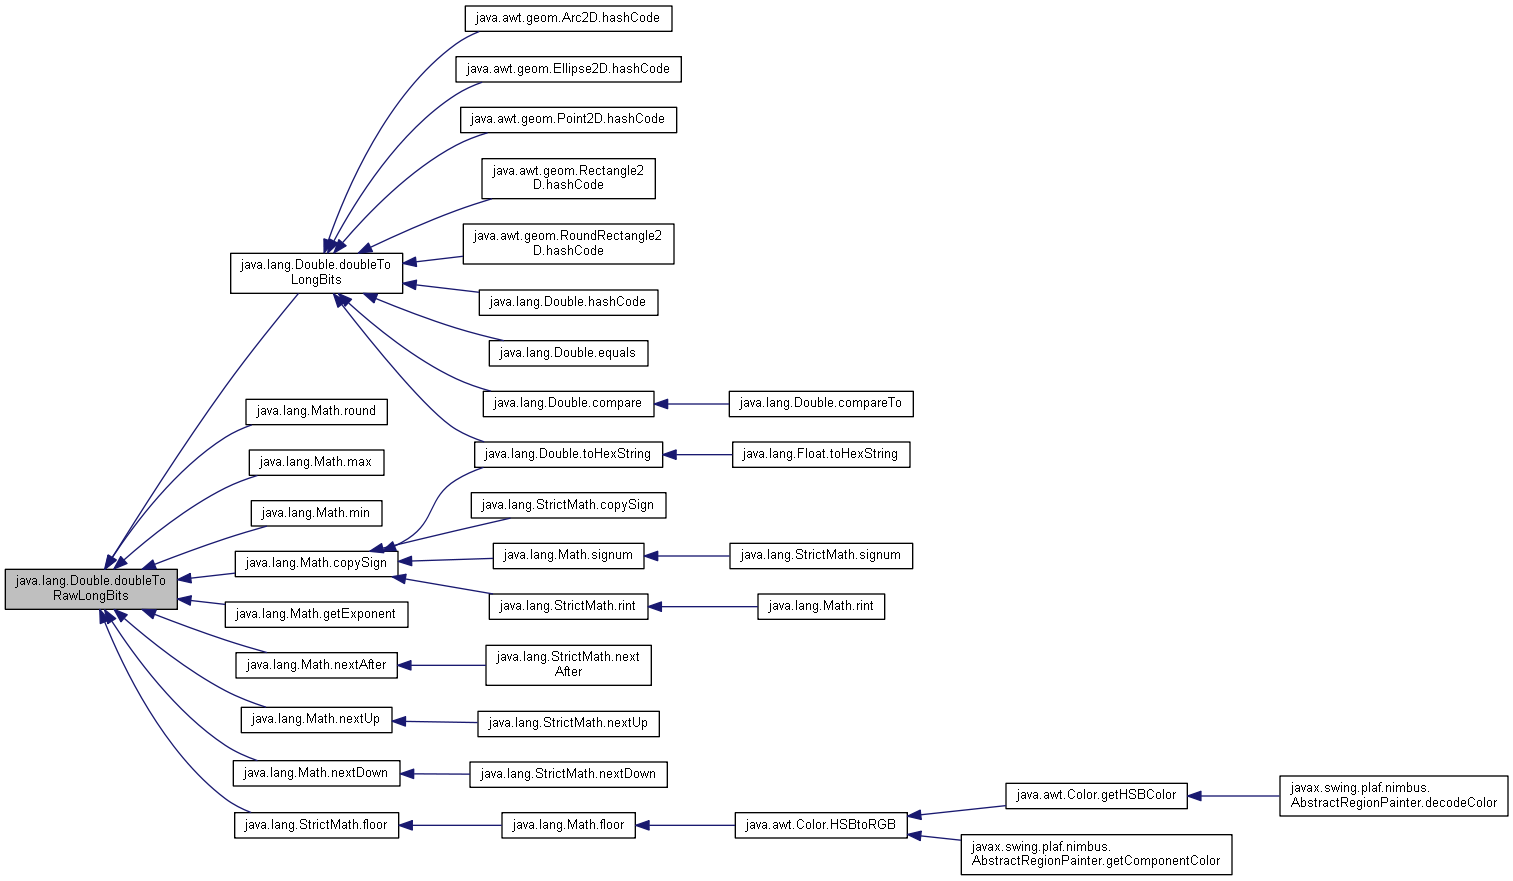 java.awt.geom.Arc2D.hashCode
java.awt.geom.Ellipse2D.hashCode
java.awt.geom.Point2D.hashCode
java.awt.geom.Rectangle2
D.hashCode
java.awt.geom.RoundRectangle2
D.hashCode
java.lang.Double.doubleTo
LongBits
java.lang.Double.hashCode
java.lang.Double.equals
java.lang.Double.compare
java.lang.Double.compareTo
java.lang.Math.round
java.lang.Double.toHexString
java.lang.Float.toHexString
java.lang.Math.max
java.lang.StrictMath.copySign
java.lang.Math.min
java.lang.Math.copySign
java.lang.Math.signum
java.lang.StrictMath.signum
java.lang.Double.doubleTo
RawLongBits
java.lang.StrictMath.rint
java.lang.Math.rint
java.lang.Math.getExponent
java.lang.Math.nextAfter
java.lang.StrictMath.next
After
java.lang.Math.nextUp
java.lang.StrictMath.nextUp
java.lang.Math.nextDown
java.lang.StrictMath.nextDown
java.lang.StrictMath.floor
java.lang.Math.floor
java.awt.Color.HSBtoRGB
java.awt.Color.getHSBColor
javax.swing.plaf.nimbus.
AbstractRegionPainter.decodeColor
javax.swing.plaf.nimbus.
AbstractRegionPainter.getComponentColor